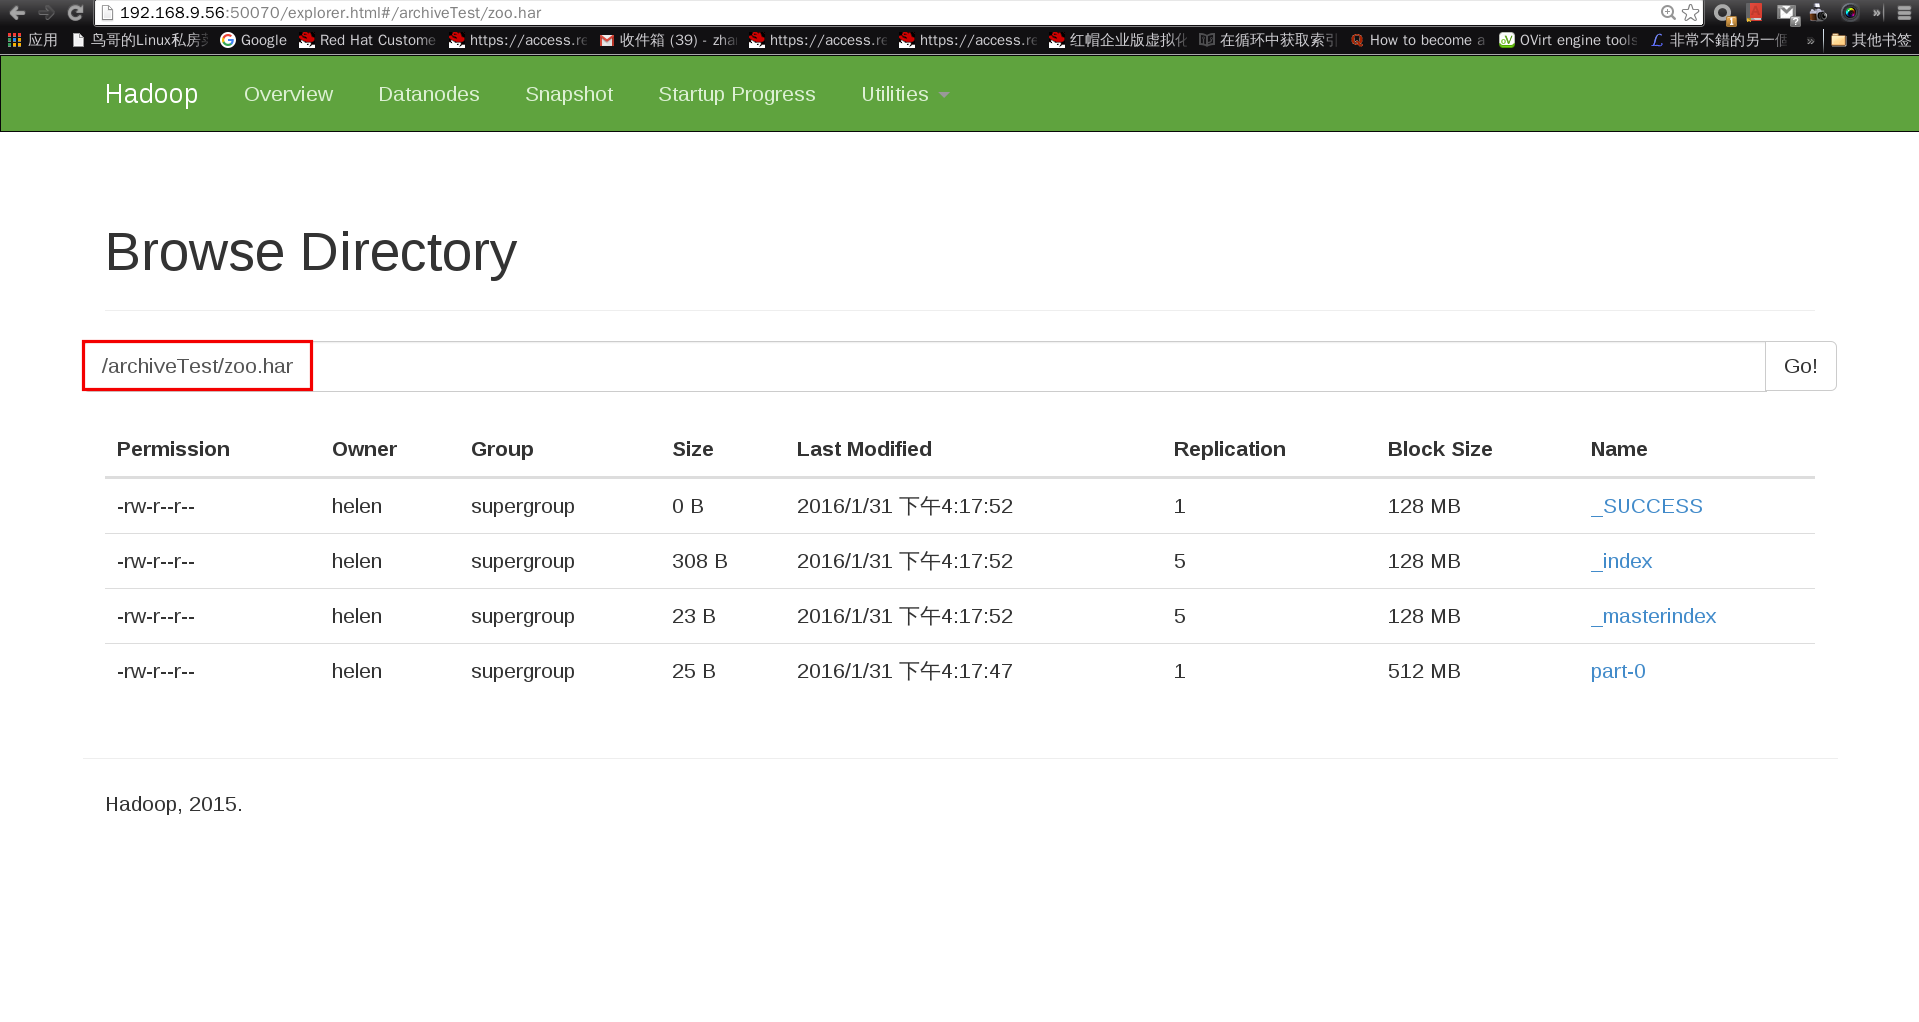 192.168.9.56:50070/explorer.html#/archiveTest/zoo.har
应用 鸟哥的Linux私房 Google Red Hat Custome https://access.re 收件箱 (39) - zha https://access.re https://access.re 红帽企业版虚拟化 在循环中获取索引 How to become a OVirt engine tools 非常不錯的另一個 » 其他书签
Hadoop Overview Datanodes Snapshot Startup Progress Utilities
Browse Directory
/archiveTest/zoo.har Go!
Permission Owner Group Size Last Modified Replication Block Size Name
-rw-r--r-- helen supergroup 0 B 2016/1/31 下午4:17:52 1 128 MB _SUCCESS
-rw-r--r-- helen supergroup 308 B 2016/1/31 下午4:17:52 5 128 MB _index
-rw-r--r-- helen supergroup 23 B 2016/1/31 下午4:17:52 5 128 MB _masterindex
-rw-r--r-- helen supergroup 25 B 2016/1/31 下午4:17:47 1 512 MB part-0
Hadoop, 2015.